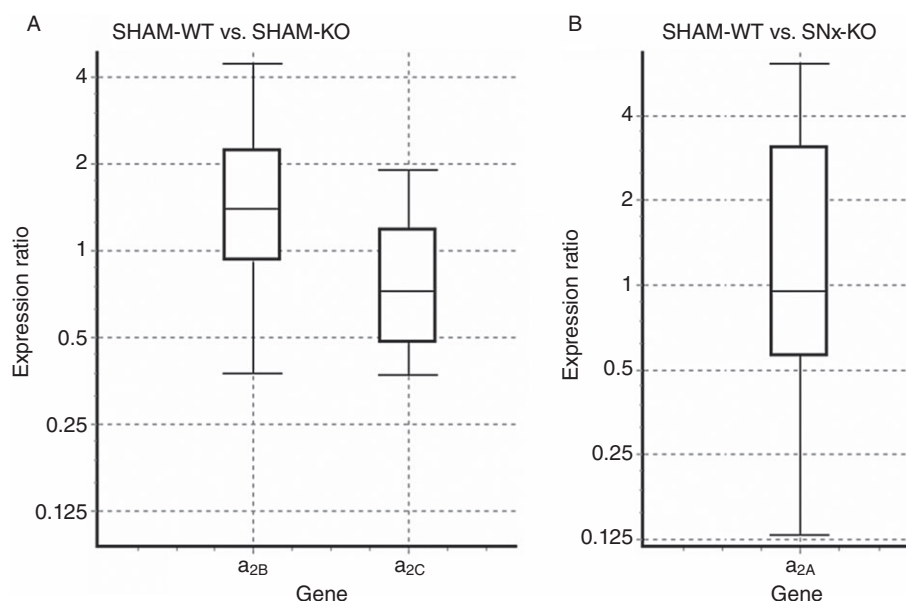 A
SHAM-WT vs. SHAM-KO
4
2
1
0.5
0.25
0.125
Expression ratio
a2B
a2C
Gene
B
SHAM-WT vs. SNx-KO
4
2
1
0.5
0.25
0.125
Expression ratio
a2A
Gene